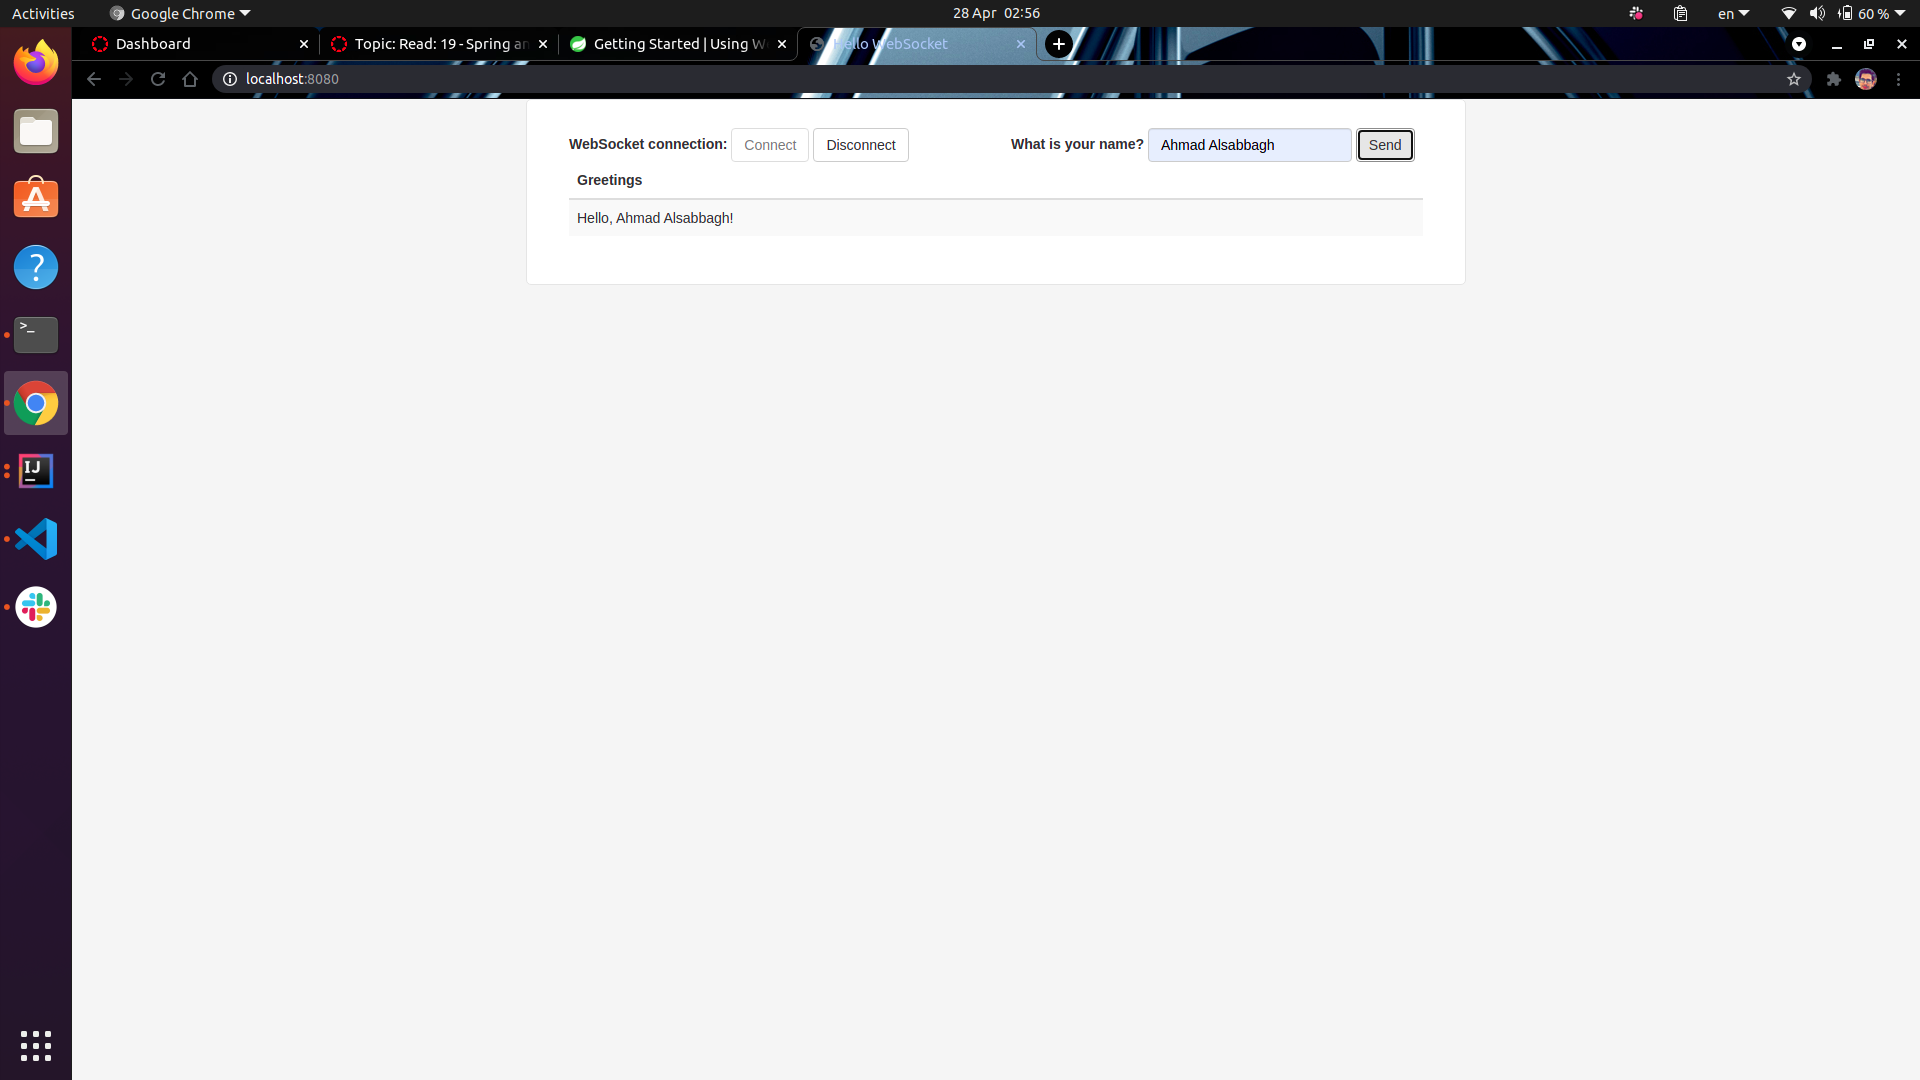 Activities Google Chrome 28 Apr 02:56 en 60 %
Dashboard Topic: Read: 19 - Spring an Getting Started | Using W Hello WebSocket
localhost:8080
WebSocket connection: Connect Disconnect What is your name? Ahmad Alsabbagh Send
Greetings
Hello, Ahmad Alsabbagh!
>_
IJ